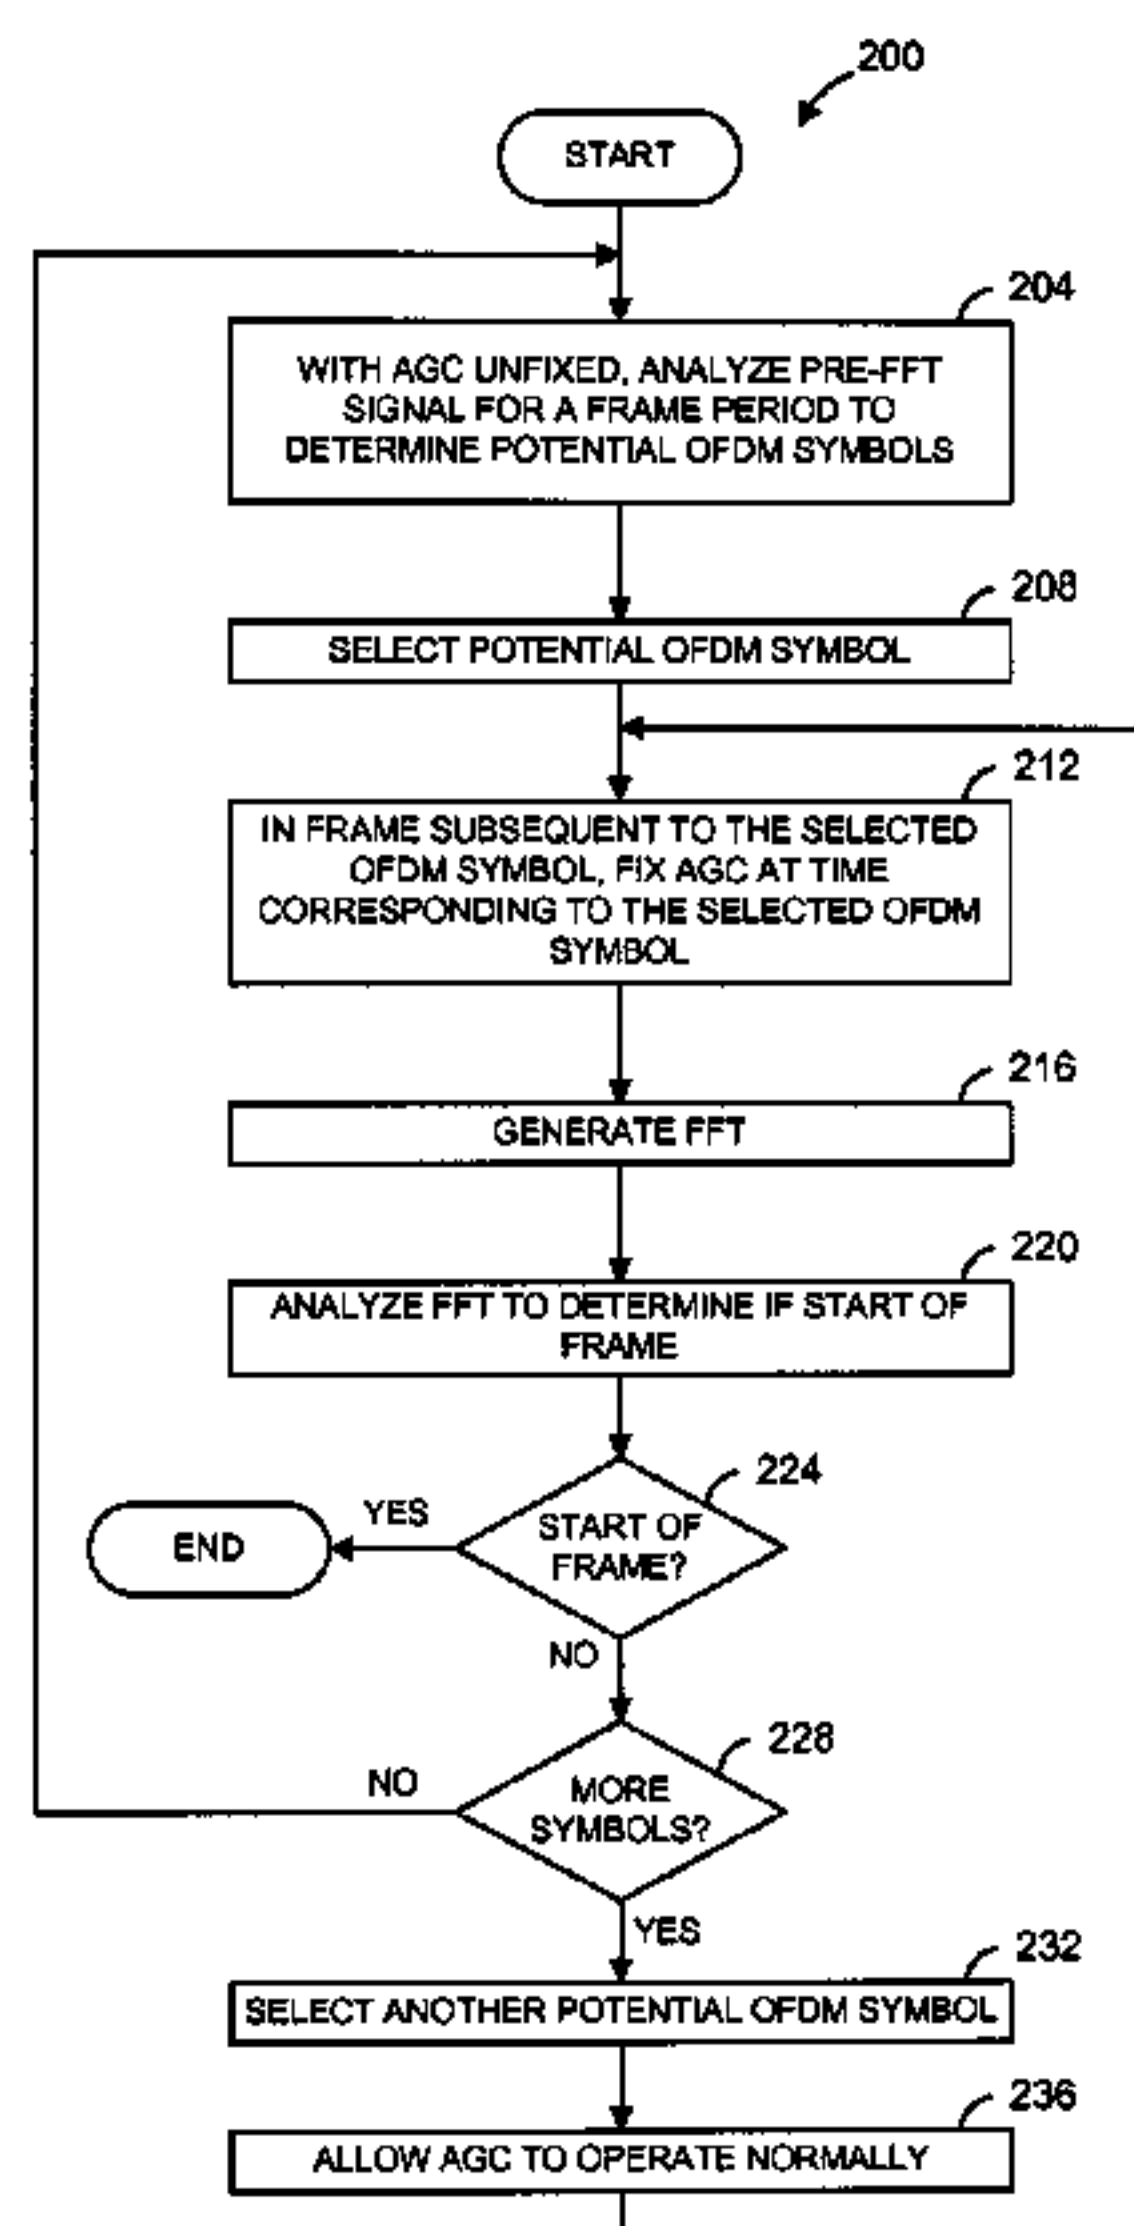 200
START
204
WITH AGC UNFIXED, ANALYZE PRE-FFT
SIGNAL FOR A FRAME PERIOD TO
DETERMINE POTENTIAL OFDM SYMBOLS
208
SELECT POTENTIAL OFDM SYMBOL
212
IN FRAME SUBSEQUENT TO THE SELECTED
OFDM SYMBOL, FIX AGC AT TIME
CORRESPONDING TO THE SELECTED OFDM
SYMBOL
216
GENERATE FFT
220
ANALYZE FFT TO DETERMINE IF START OF
FRAME
224
START OF
FRAME?
YES
END
NO
228
MORE
SYMBOLS?
NO
YES
232
SELECT ANOTHER POTENTIAL OFDM SYMBOL
236
ALLOW AGC TO OPERATE NORMALLY